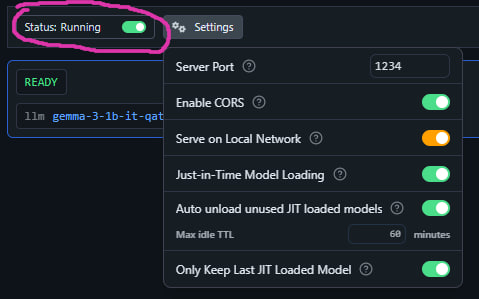 Status: Running
Settings
Server Port ?
1234
READY
Enable CORS ?
llm gemma-3-1b-it-qat
Serve on Local Network ?
Just-in-Time Model Loading ?
Auto unload unused JIT loaded models ?
Max idle TTL 60 minutes
Only Keep Last JIT Loaded Model ?